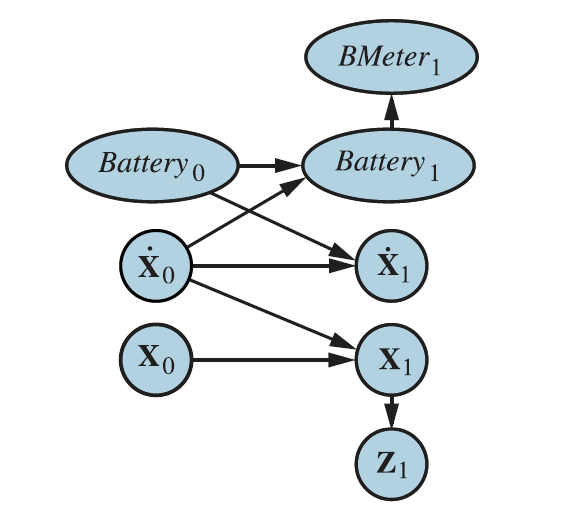 BMeter₁
Battery₀ Battery₁
Ẋ₀ Ẋ₁
X₀ X₁
Z₁